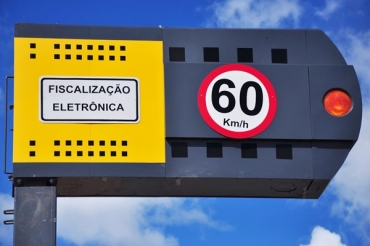 FISCALIZAÇÃO
ELETRÔNICA
60
Km/h